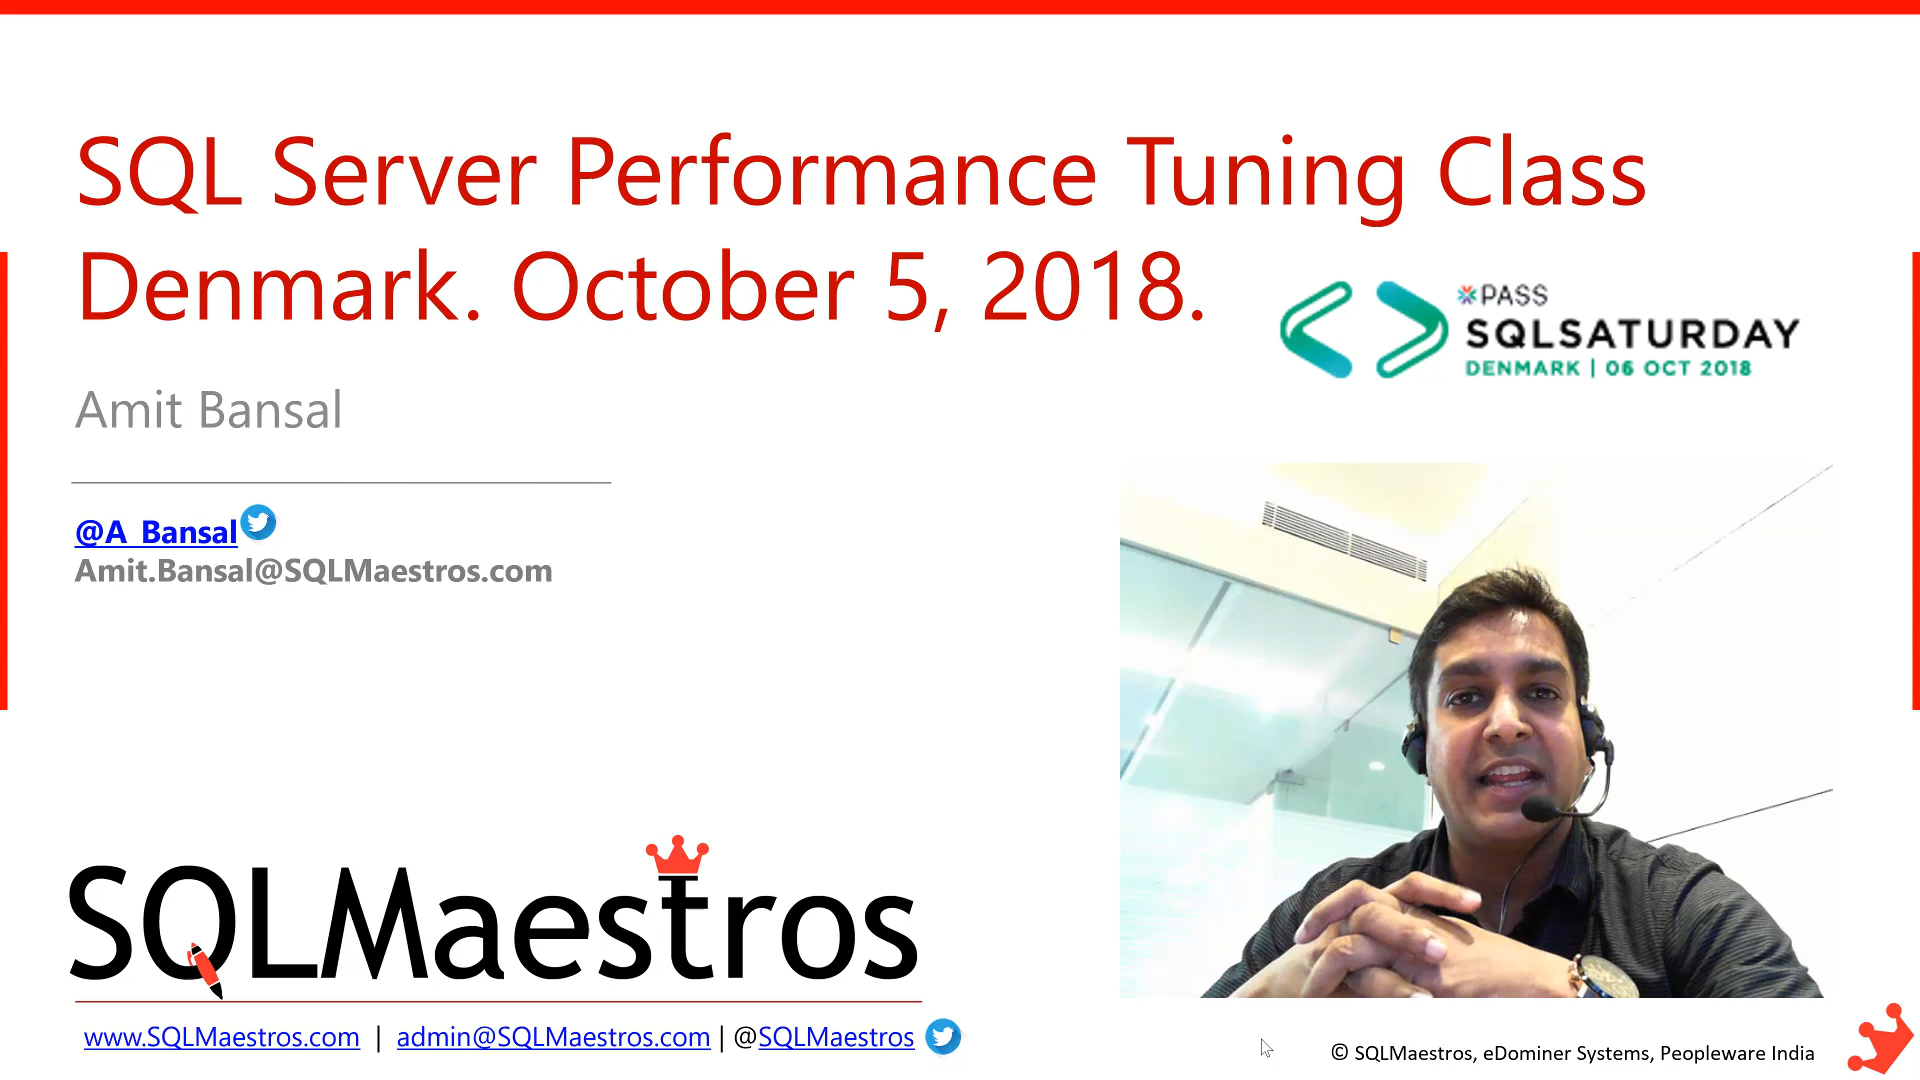 SQL Server Performance Tuning Class
Denmark. October 5, 2018.
PASS
SQLSATURDAY
DENMARK | 06 OCT 2018
Amit Bansal
@A_Bansal
Amit.Bansal@SQLMaestros.com
SQLMaestros
www.SQLMaestros.com | admin@SQLMaestros.com | @SQLMaestros
© SQLMaestros, eDominer Systems, Peopleware India